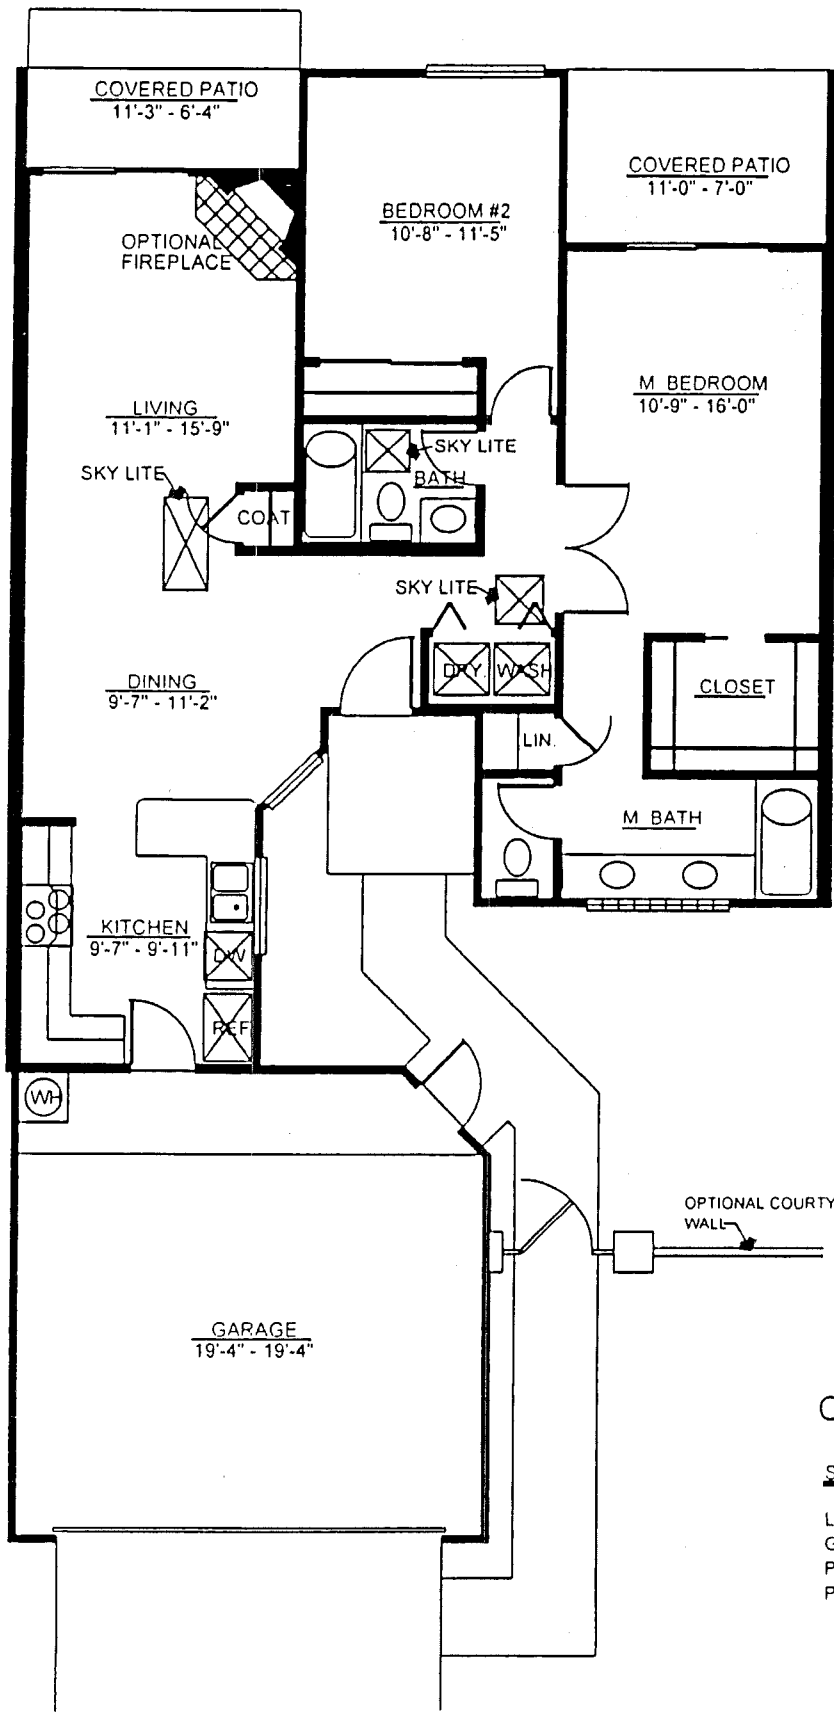 COVERED PATIO
11'-3" - 6'-4"
COVERED PATIO
11'-0" - 7'-0"
BEDROOM #2
10'-8" - 11'-5"
OPTIONAL
FIREPLACE
M BEDROOM
10'-9" - 16'-0"
LIVING
11'-1" - 15'-9"
SKY LITE
SKY LITE
BATH
COAT
SKY LITE
DRY.
WASH
DINING
9'-7" - 11'-2"
CLOSET
LIN.
M BATH
KITCHEN
9'-7" - 9'-11"
DW
REF
WH
OPTIONAL COURTY
WALL
GARAGE
19'-4" - 19'-4"
C
S
L
G
P
P